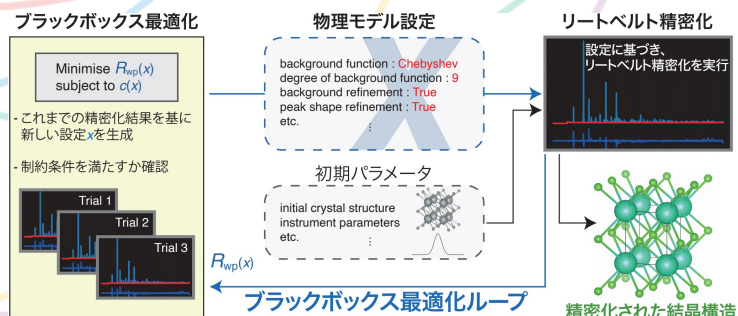 ブラックボックス最適化
Minimise Rwp(x)
subject to c(x)
- これまでの精密化結果を基に
新しい設定xを生成
- 制約条件を満たすか確認
Trial 1
Trial 2
Trial 3
物理モデル設定
X
background function : Chebyshev
degree of background function : 9
background refinement : True
peak shape refinement : True
etc.
⋮
初期パラメータ
initial crystal structure
instrument parameters
etc.
⋮
リートベルト精密化
設定に基づき、
リートベルト精密化を実行
Rwp(x)
ブラックボックス最適化ループ
精密化された結晶構造